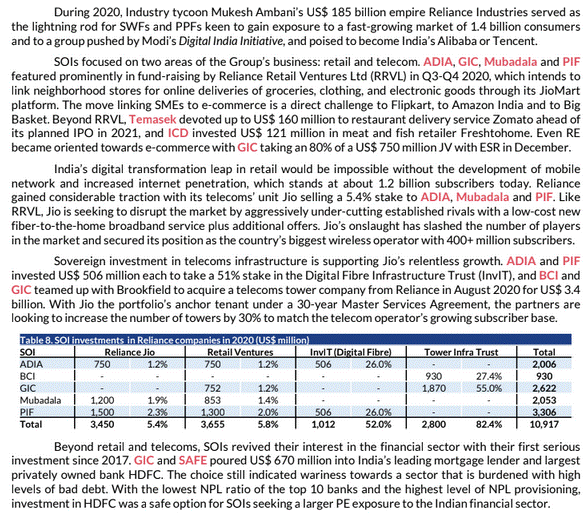 During 2020, Industry tycoon Mukesh Ambani's US$ 185 billion empire Reliance Industries served as
the lightning rod for SWFs and PPFs keen to gain exposure to a fast-growing market of 1.4 billion consumers
and to a group pushed by Modi's Digital India Initiative, and poised to become India's Alibaba or Tencent.
SOIs focused on two areas of the Group's business: retail and telecom. ADIA, GIC, Mubadala and PIF
featured prominently in fund-raising by Reliance Retail Ventures Ltd (RRVL) in Q3-Q4 2020, which intends to
link neighborhood stores for online deliveries of groceries, clothing, and electronic goods through its JioMart
platform. The move linking SMEs to e-commerce is a direct challenge to Flipkart, to Amazon India and to Big
Basket. Beyond RRVL, Temasek devoted up to US$ 160 million to restaurant delivery service Zomato ahead of
its planned IPO in 2021, and ICD invested US$ 121 million in meat and fish retailer Freshtohome. Even RE
became oriented towards e-commerce with GIC taking an 80% of a US$ 750 million JV with ESR in December.
India's digital transformation leap in retail would be impossible without the development of mobile
network and increased internet penetration, which stands at about 1.2 billion subscribers today. Reliance
gained considerable traction with its telecoms' unit Jio selling a 5.4% stake to ADIA, Mubadala and PIF. Like
RRVL, Jio is seeking to disrupt the market by aggressively under-cutting established rivals with a low-cost new
fiber-to-the-home broadband service plus additional offers. Jio's onslaught has slashed the number of players
in the market and secured its position as the country's biggest wireless operator with 400+ million subscribers.
Sovereign investment in telecoms infrastructure is supporting Jio's relentless growth. ADIA and PIF
invested US$ 506 million each to take a 51% stake in the Digital Fibre Infrastructure Trust (InvIT), and BCI and
GIC teamed up with Brookfield to acquire a telecoms tower company from Reliance in August 2020 for US$ 3.4
billion. With Jio the portfolio's anchor tenant under a 30-year Master Services Agreement, the partners are
looking to increase the number of towers by 30% to match the telecom operator's growing subscriber base.
Table 8. SOI investments in Reliance companies in 2020 (US$ million)
SOI Reliance Jio Retail Ventures InvIT (Digital Fibre) Tower Infra Trust Total
ADIA 750 1.2% 750 1.2% 506 26.0% - - 2,006
BCI - - - - - - 930 27.4% 930
GIC - - 752 1.2% - - 1,870 55.0% 2,622
Mubadala 1,200 1.9% 853 1.4% - - - - 2,053
PIF 1,500 2.3% 1,300 2.0% 506 26.0% - - 3,306
Total 3,450 5.4% 3,655 5.8% 1,012 52.0% 2,800 82.4% 10,917
Beyond retail and telecoms, SOIs revived their interest in the financial sector with their first serious
investment since 2017. GIC and SAFE poured US$ 670 million into India's leading mortgage lender and largest
privately owned bank HDFC. The choice still indicated wariness towards a sector that is burdened with high
levels of bad debt. With the lowest NPL ratio of the top 10 banks and the highest level of NPL provisioning,
investment in HDFC was a safe option for SOIs seeking a larger PE exposure to the Indian financial sector.